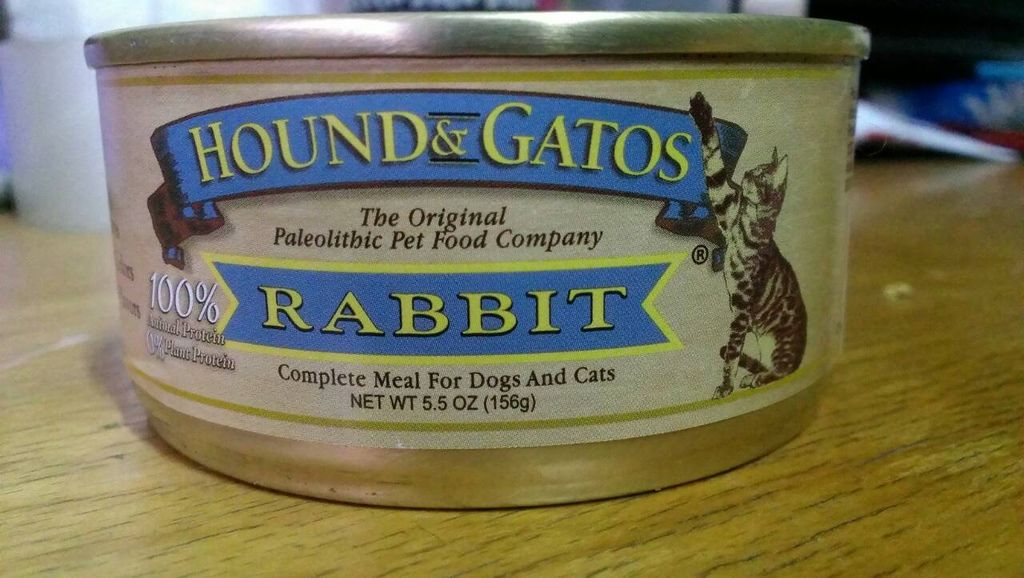 HOUND & GATOS
The Original
Paleolithic Pet Food Company
®
RABBIT
100%
Animal Protein
0% Plant Protein
Complete Meal For Dogs And Cats
NET WT 5.5 OZ (156g)